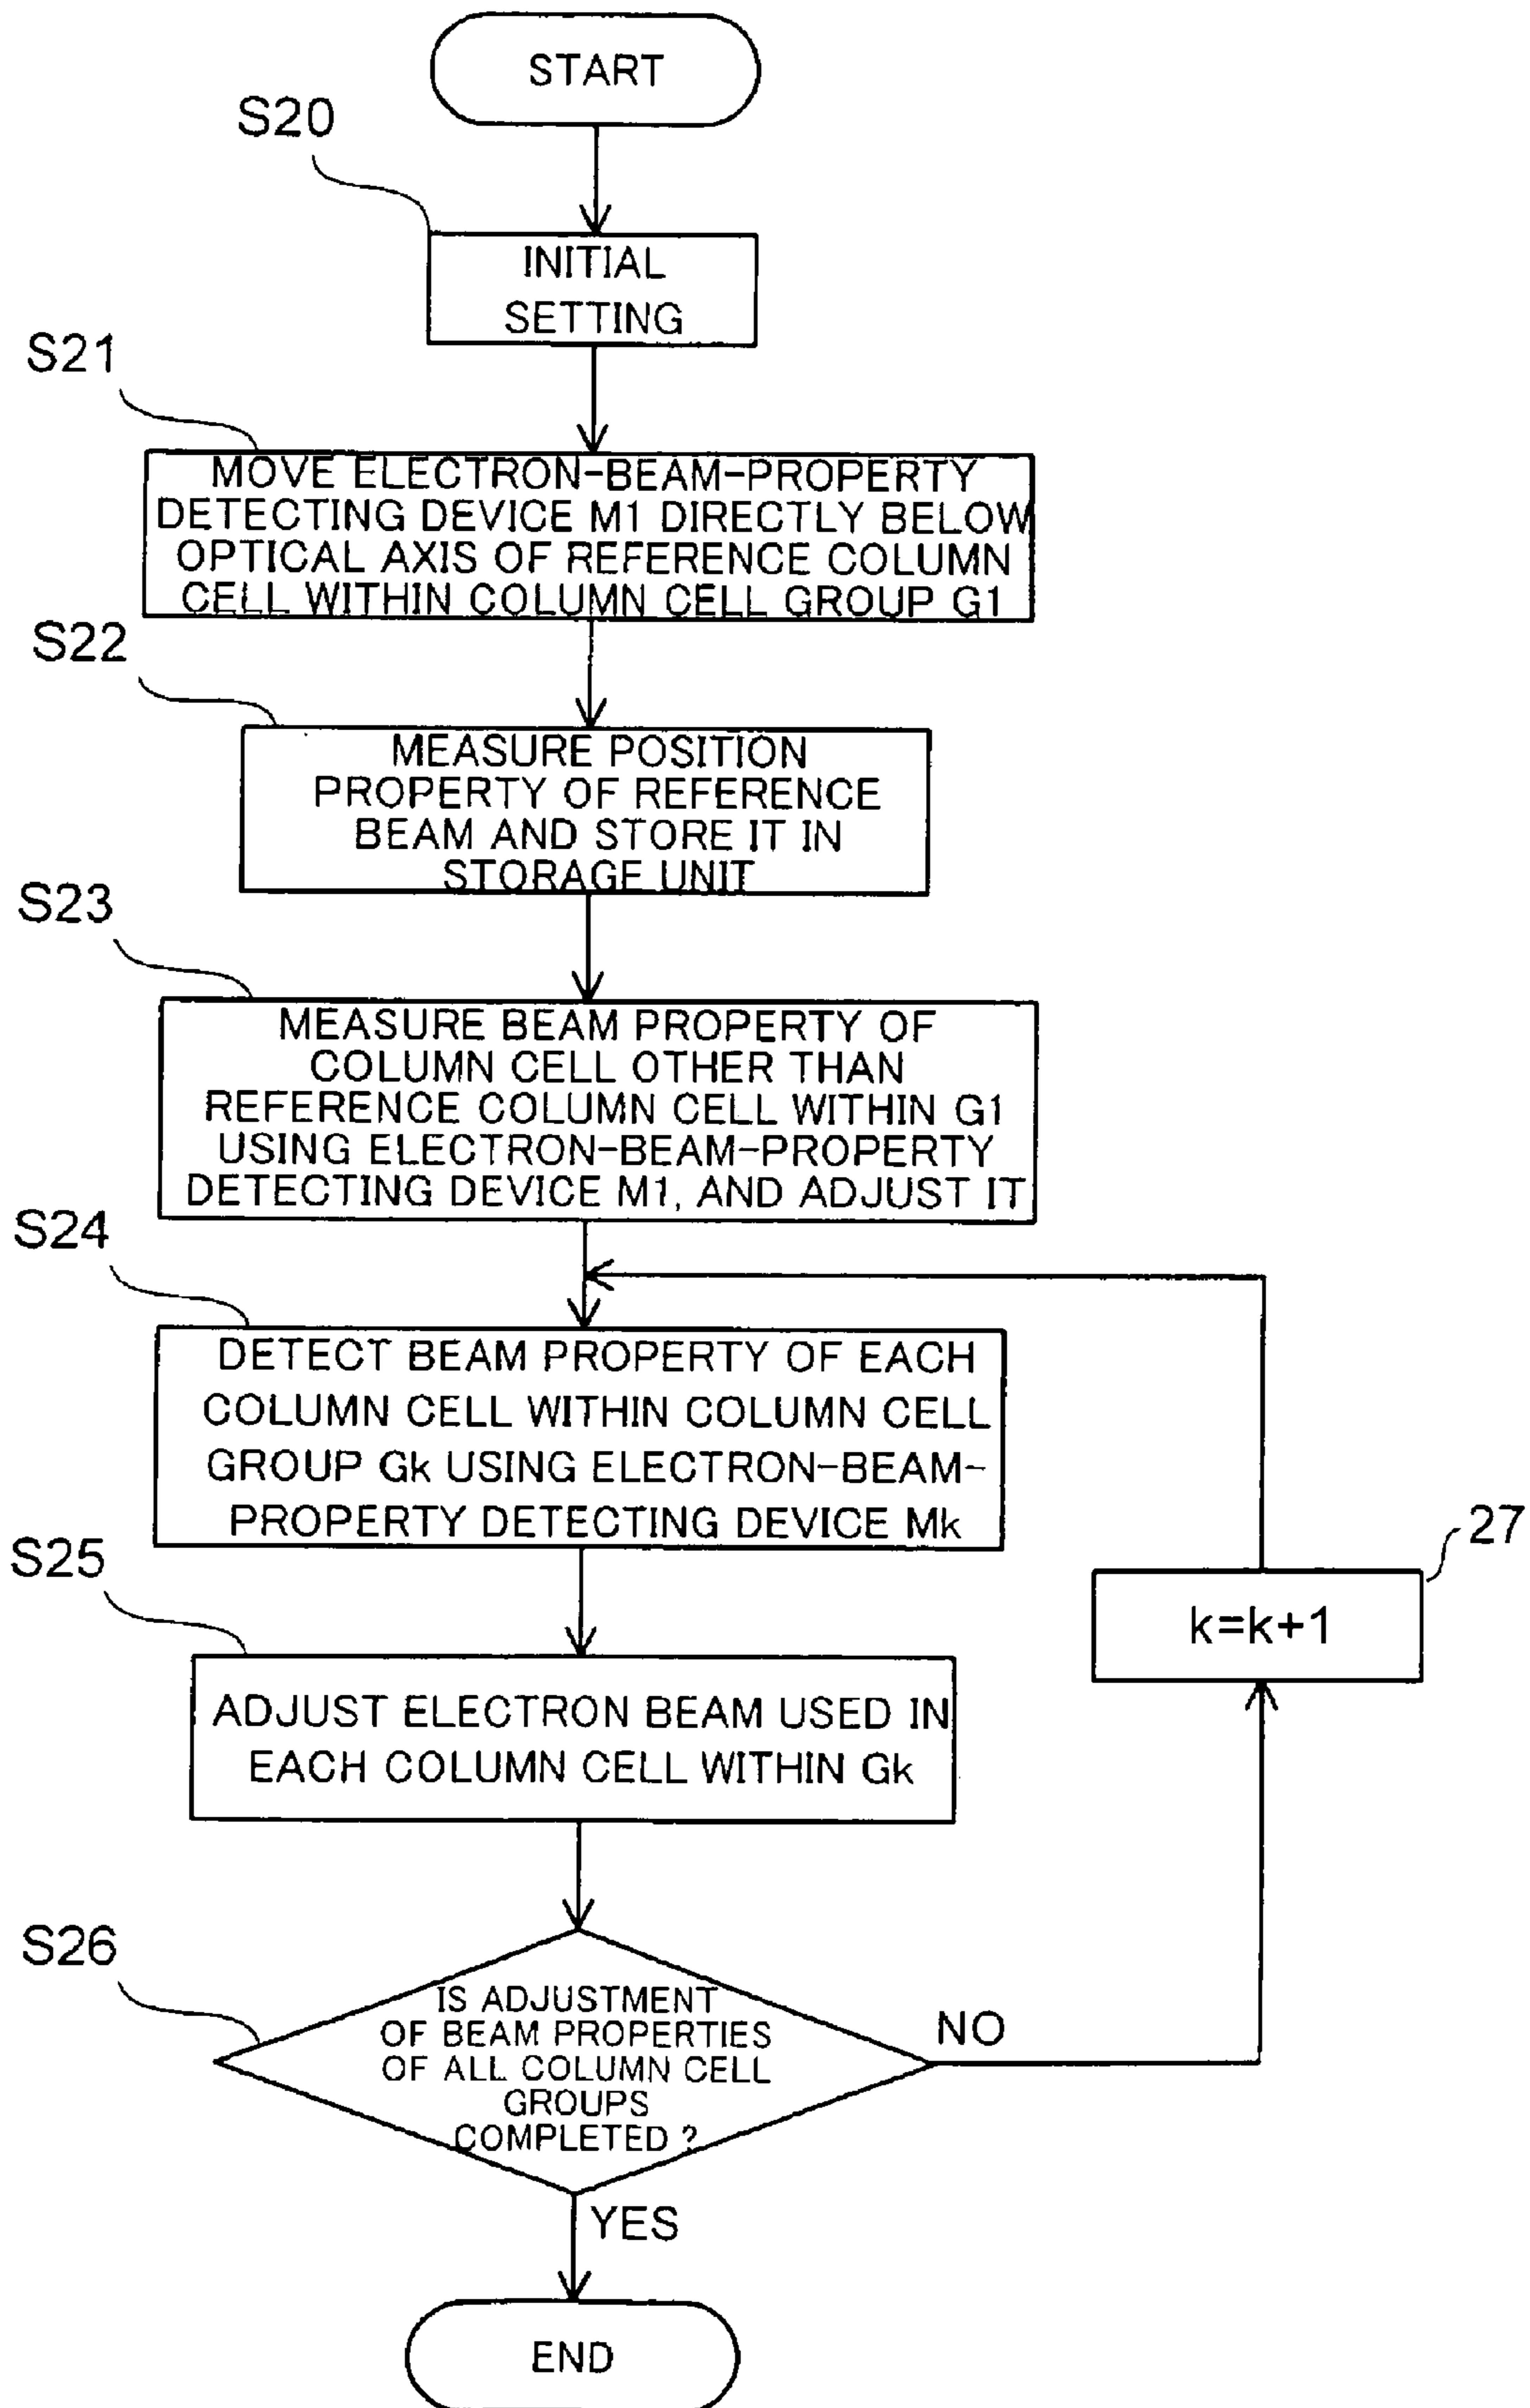 START
S20
INITIAL
SETTING
S21
MOVE ELECTRON-BEAM-PROPERTY
DETECTING DEVICE M1 DIRECTLY BELOW
OPTICAL AXIS OF REFERENCE COLUMN
CELL WITHIN COLUMN CELL GROUP G1
S22
MEASURE POSITION
PROPERTY OF REFERENCE
BEAM AND STORE IT IN
STORAGE UNIT
S23
MEASURE BEAM PROPERTY OF
COLUMN CELL OTHER THAN
REFERENCE COLUMN CELL WITHIN G1
USING ELECTRON-BEAM-PROPERTY
DETECTING DEVICE M1, AND ADJUST IT
S24
DETECT BEAM PROPERTY OF EACH
COLUMN CELL WITHIN COLUMN CELL
GROUP Gk USING ELECTRON-BEAM-
PROPERTY DETECTING DEVICE Mk
S25
ADJUST ELECTRON BEAM USED IN
EACH COLUMN CELL WITHIN Gk
S26
IS ADJUSTMENT
OF BEAM PROPERTIES
OF ALL COLUMN CELL
GROUPS
COMPLETED ?
NO
27
k=k+1
YES
END